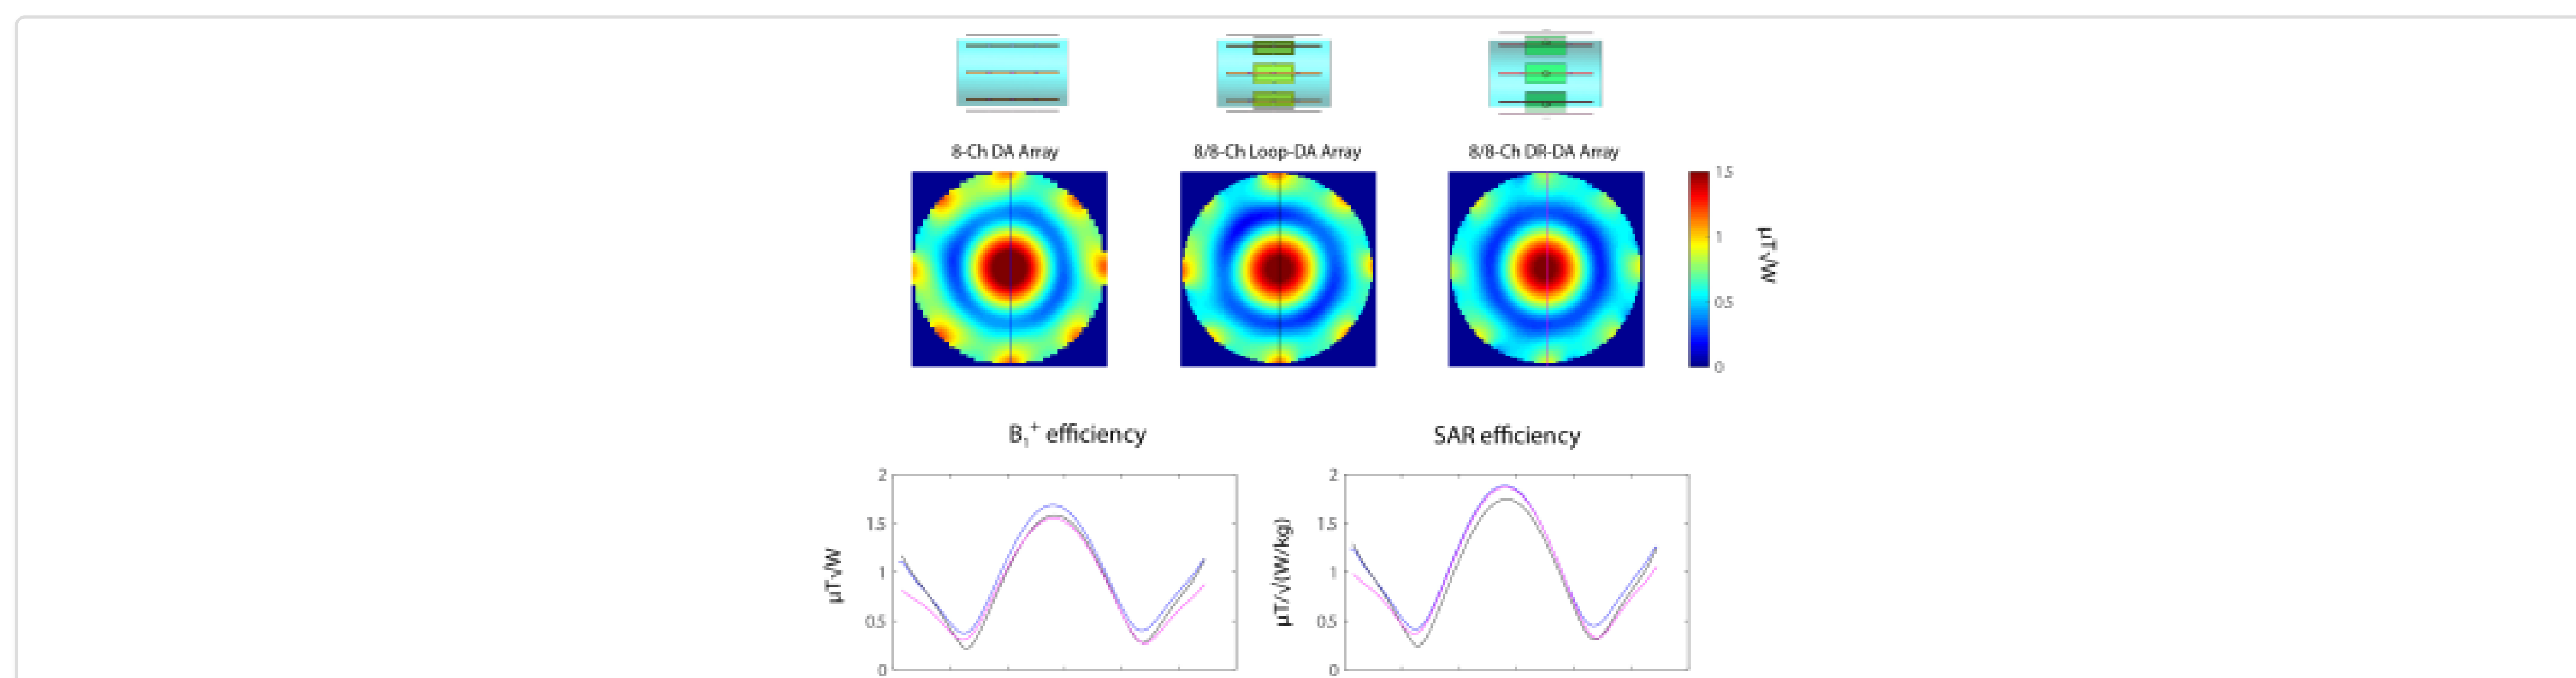 8-Ch DA Array
8/8-Ch Loop-DA Array
8/8-Ch DR-DA Array
1.5
1
0.5
0
µT√W
B₁⁺ efficiency
SAR efficiency
2
1.5
1
0.5
0
µT√W
2
1.5
1
0.5
0
µT/√(W/kg)